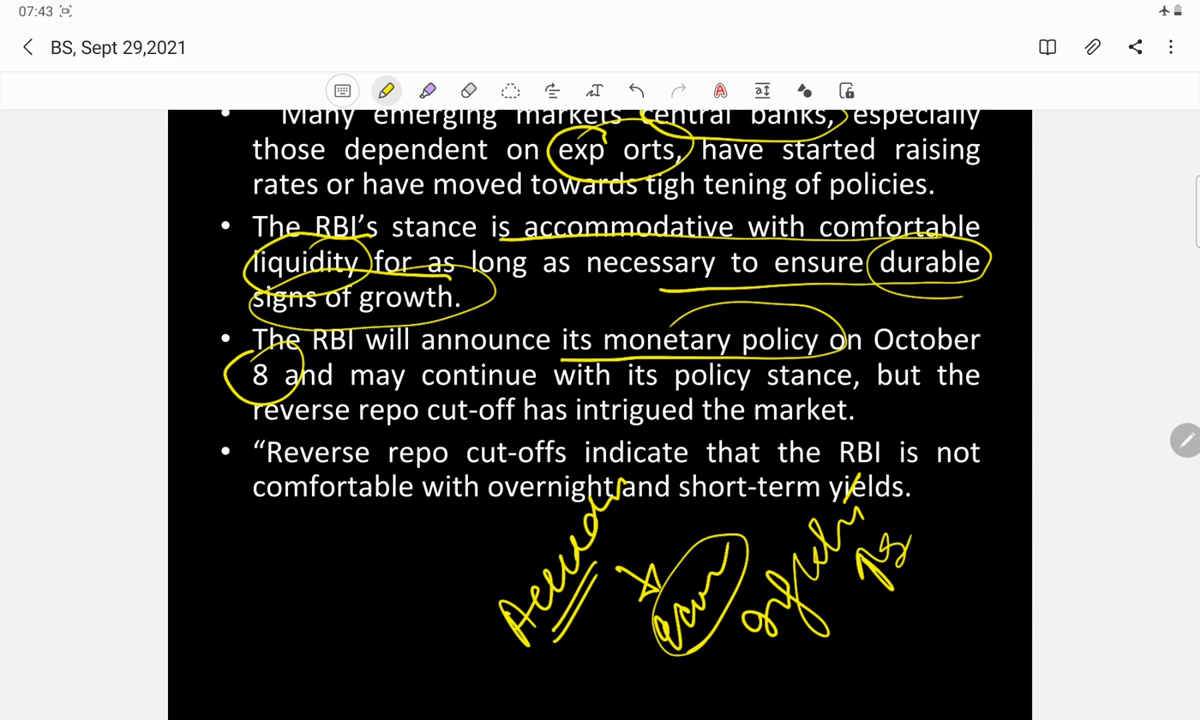 07:43
BS, Sept 29,2021
• Many emerging markets central banks, especially
those dependent on exp orts, have started raising
rates or have moved towards tigh tening of policies.
• The RBI's stance is accommodative with comfortable
liquidity for as long as necessary to ensure durable
signs of growth.
• The RBI will announce its monetary policy on October
8 and may continue with its policy stance, but the
reverse repo cut-off has intrigued the market.
• “Reverse repo cut-offs indicate that the RBI is not
comfortable with overnight and short-term yields.